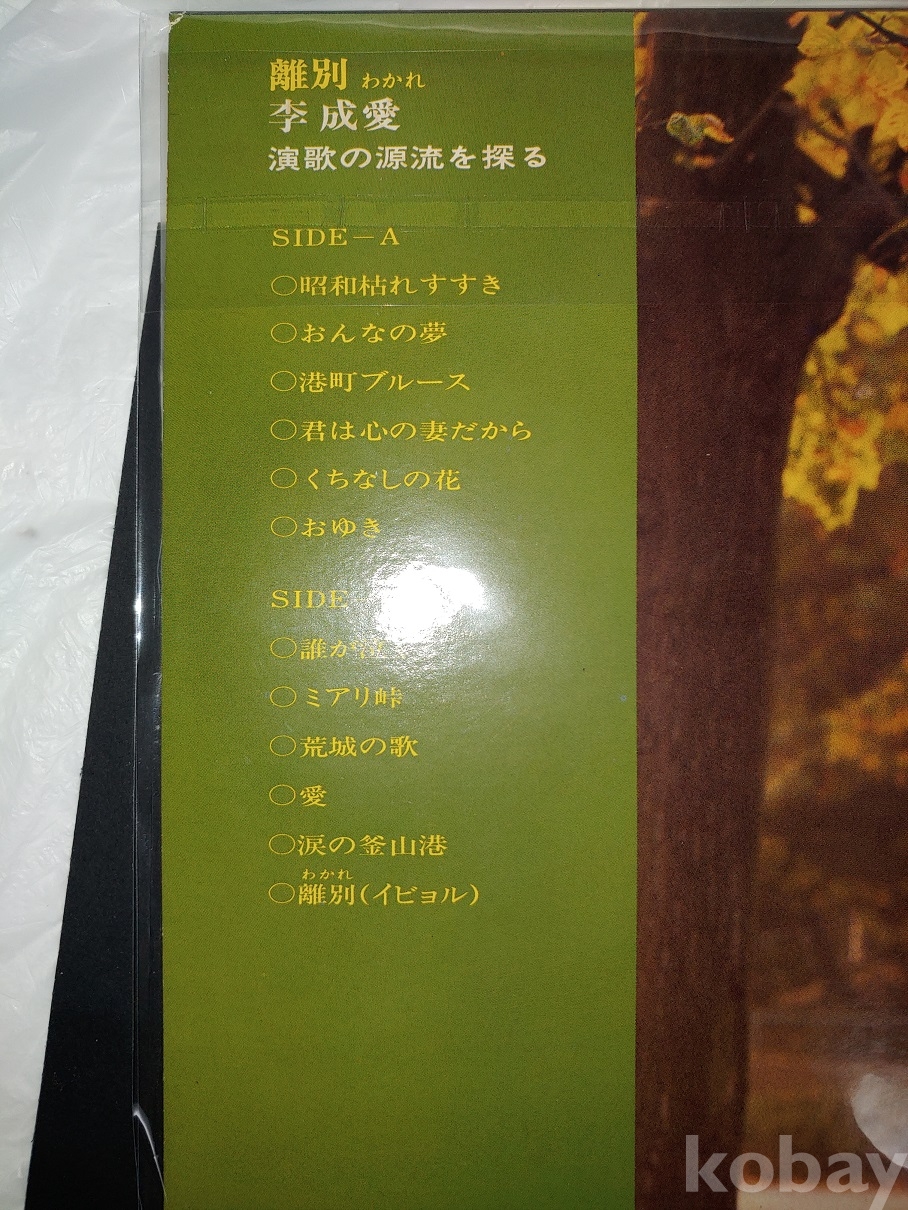 離別 わかれ
李成愛
演歌の源流を探る
SIDE−A
○昭和枯れすすき
○おんなの夢
○港町ブルース
○君は心の妻だから
○くちなしの花
○おゆき
SIDE
○誰が
○ミアリ峠
○荒城の歌
○愛
○涙の釜山港
わかれ
○離別(イビョル)
kobay